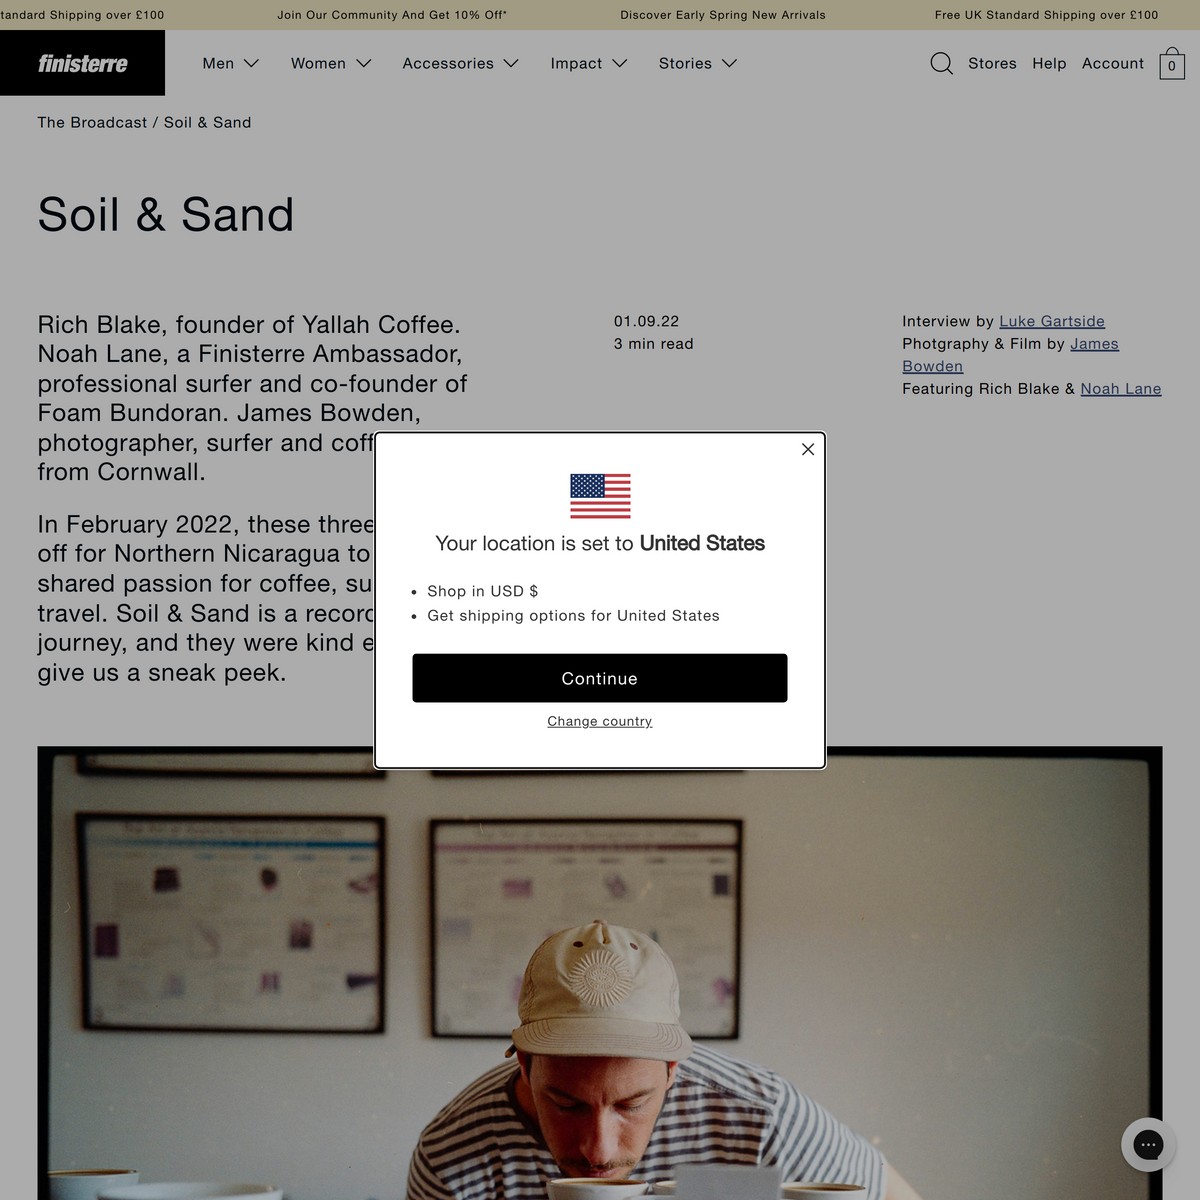 tandard Shipping over £100
Join Our Community And Get 10% Off*
Discover Early Spring New Arrivals
Free UK Standard Shipping over £100
finisterre
Men
Women
Accessories
Impact
Stories
Stores
Help
Account
0
The Broadcast / Soil & Sand
Soil & Sand
Rich Blake, founder of Yallah Coffee.
Noah Lane, a Finisterre Ambassador,
professional surfer and co-founder of
Foam Bundoran. James Bowden,
photographer, surfer and coff
from Cornwall.
In February 2022, these three
off for Northern Nicaragua to
shared passion for coffee, su
travel. Soil & Sand is a record
journey, and they were kind e
give us a sneak peek.
01.09.22
3 min read
Interview by Luke Gartside
Photgraphy & Film by James
Bowden
Featuring Rich Blake & Noah Lane
Your location is set to United States
Shop in USD $
Get shipping options for United States
Continue
Change country